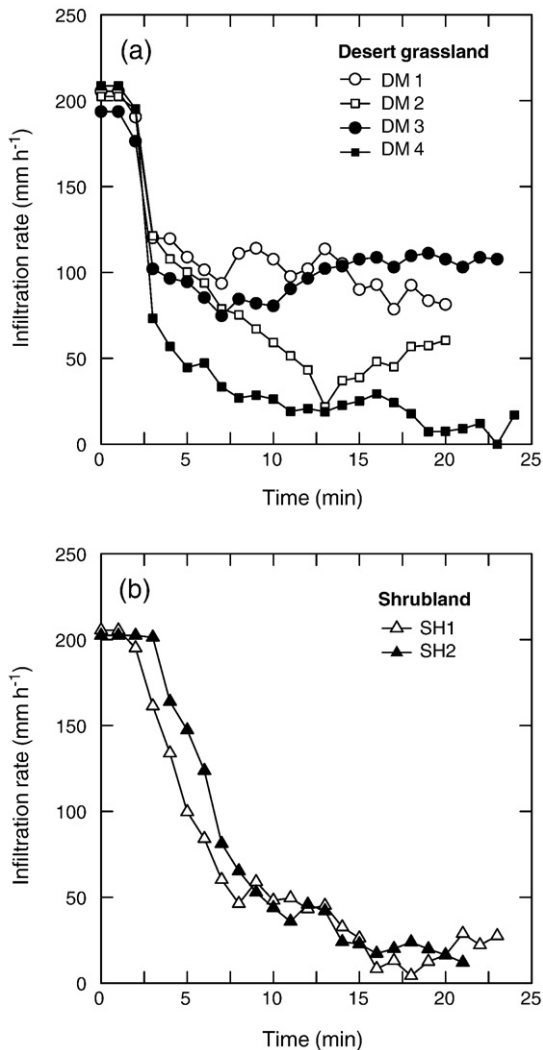 (a)
Desert grassland
DM 1
DM 2
DM 3
DM 4
250
200
150
100
50
0
Infiltration rate (mm h⁻¹)
0 5 10 15 20 25
Time (min)
(b)
Shrubland
SH1
SH2
250
200
150
100
50
0
Infiltration rate (mm h⁻¹)
0 5 10 15 20 25
Time (min)